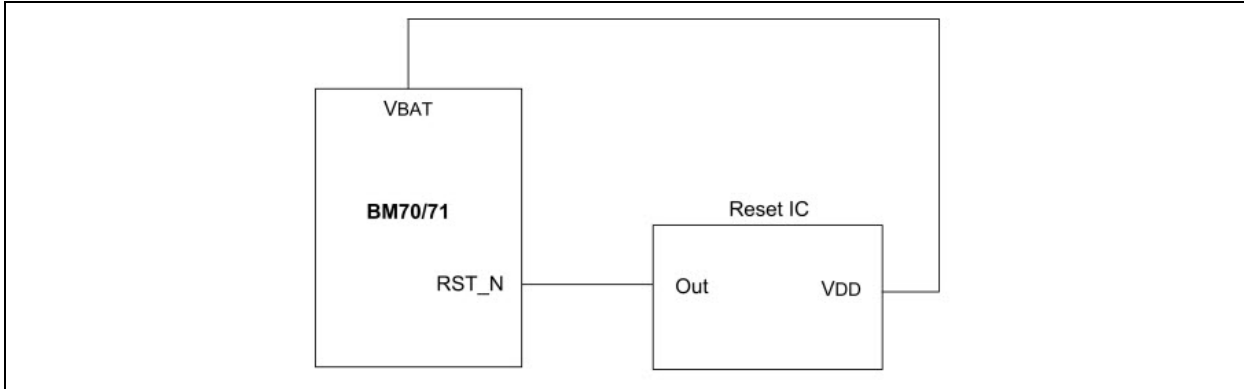 VBAT
BM70/71
Reset IC
RST_N
Out
VDD